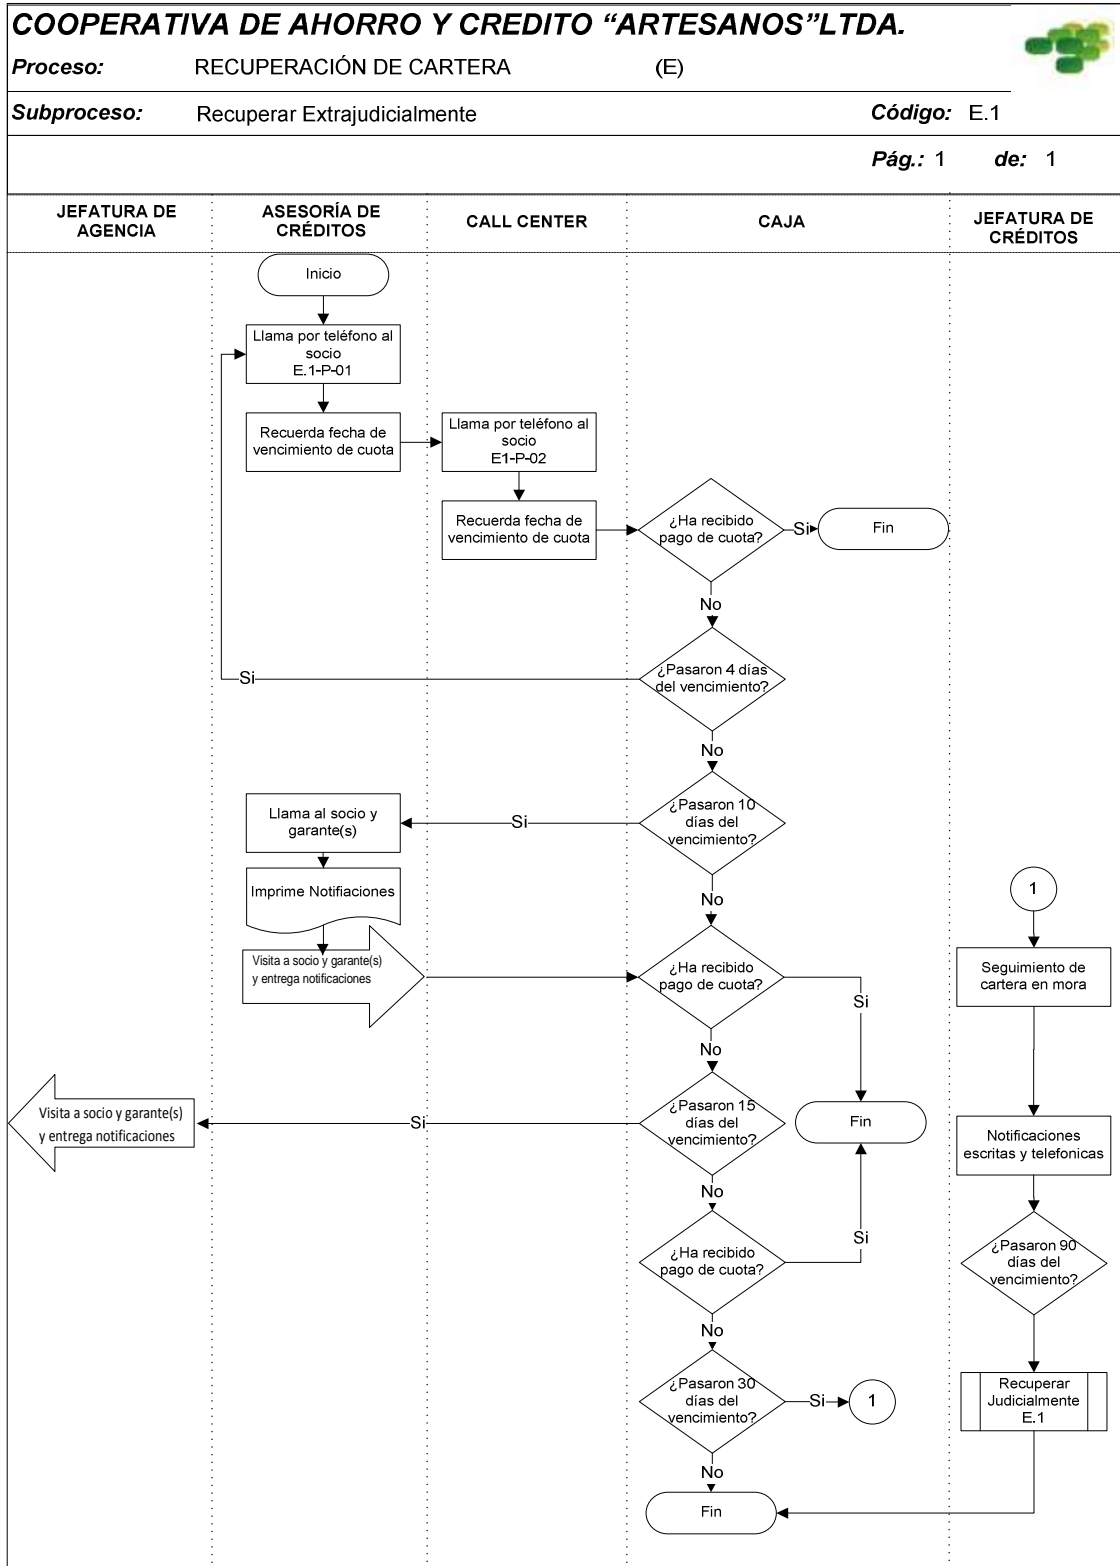 COOPERATIVA DE AHORRO Y CREDITO “ARTESANOS”LTDA.
Proceso: RECUPERACIÓN DE CARTERA (E)
Subproceso: Recuperar Extrajudicialmente Código: E.1
Pág.: 1 de: 1
JEFATURA DE
AGENCIA
ASESORÍA DE
CRÉDITOS
CALL CENTER
CAJA
JEFATURA DE
CRÉDITOS
Inicio
Llama por teléfono al
socio
E.1-P-01
Recuerda fecha de
vencimiento de cuota
Llama por teléfono al
socio
E1-P-02
Recuerda fecha de
vencimiento de cuota
¿Ha recibido
pago de cuota?
Si
Fin
No
¿Pasaron 4 días
del vencimiento?
Si
No
¿Pasaron 10
días del
vencimiento?
Si
Llama al socio y
garante(s)
Imprime Notifiaciones
Visita a socio y garante(s)
y entrega notificaciones
No
¿Ha recibido
pago de cuota?
Si
No
¿Pasaron 15
días del
vencimiento?
Si
Visita a socio y garante(s)
y entrega notificaciones
Fin
No
¿Ha recibido
pago de cuota?
Si
No
¿Pasaron 30
días del
vencimiento?
Si
1
No
Fin
1
Seguimiento de
cartera en mora
Notificaciones
escritas y telefonicas
¿Pasaron 90
días del
vencimiento?
Recuperar
Judicialmente
E.1